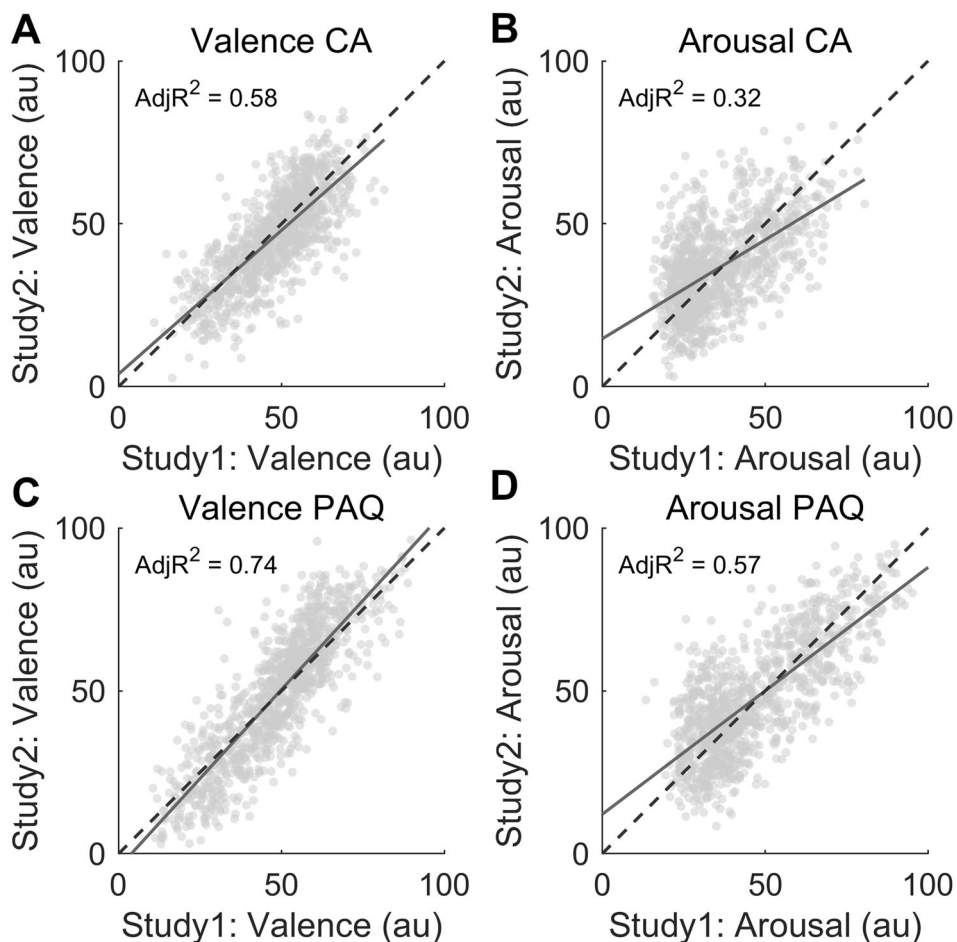 A
Valence CA
AdjR² = 0.58
Study2: Valence (au)
100
50
0
0 50 100
Study1: Valence (au)
B
Arousal CA
AdjR² = 0.32
Study2: Arousal (au)
100
50
0
0 50 100
Study1: Arousal (au)
C
Valence PAQ
AdjR² = 0.74
Study2: Valence (au)
100
50
0
0 50 100
Study1: Valence (au)
D
Arousal PAQ
AdjR² = 0.57
Study2: Arousal (au)
100
50
0
0 50 100
Study1: Arousal (au)